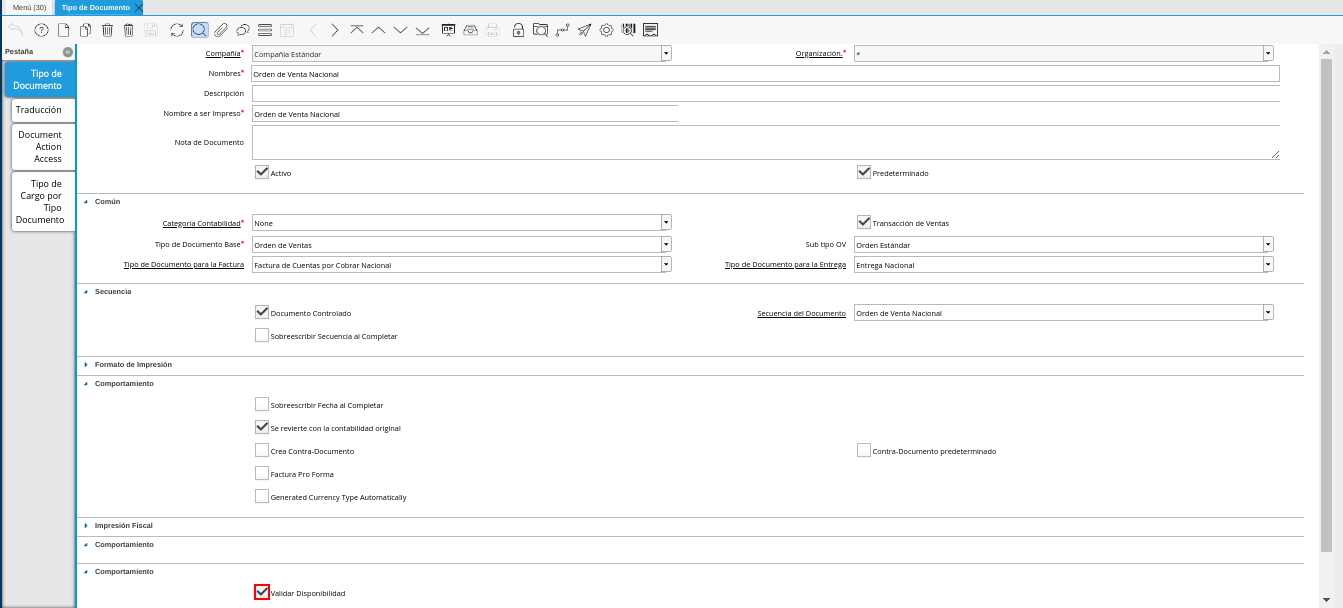 Menú (30)
Tipo de Documento
Pestaña
Tipo de
Documento
Traducción
Document
Action
Access
Tipo de
Cargo por
Tipo
Documento
Compañía* Compañía Estándar Organización.* *
Nombres* Orden de Venta Nacional
Descripción
Nombre a ser Impreso* Orden de Venta Nacional
Nota de Documento
Activo Predeterminado
Común
Categoría Contabilidad* None Transacción de Ventas
Tipo de Documento Base* Orden de Ventas Sub tipo OV Orden Estándar
Tipo de Documento para la Factura Factura de Cuentas por Cobrar Nacional Tipo de Documento para la Entrega Entrega Nacional
Secuencia
Documento Controlado Secuencia del Documento Orden de Venta Nacional
Sobreescribir Secuencia al Completar
Formato de Impresión
Comportamiento
Sobreescribir Fecha al Completar
Se revierte con la contabilidad original
Crea Contra-Documento Contra-Documento predeterminado
Factura Pro Forma
Generated Currency Type Automatically
Impresión Fiscal
Comportamiento
Comportamiento
Validar Disponibilidad